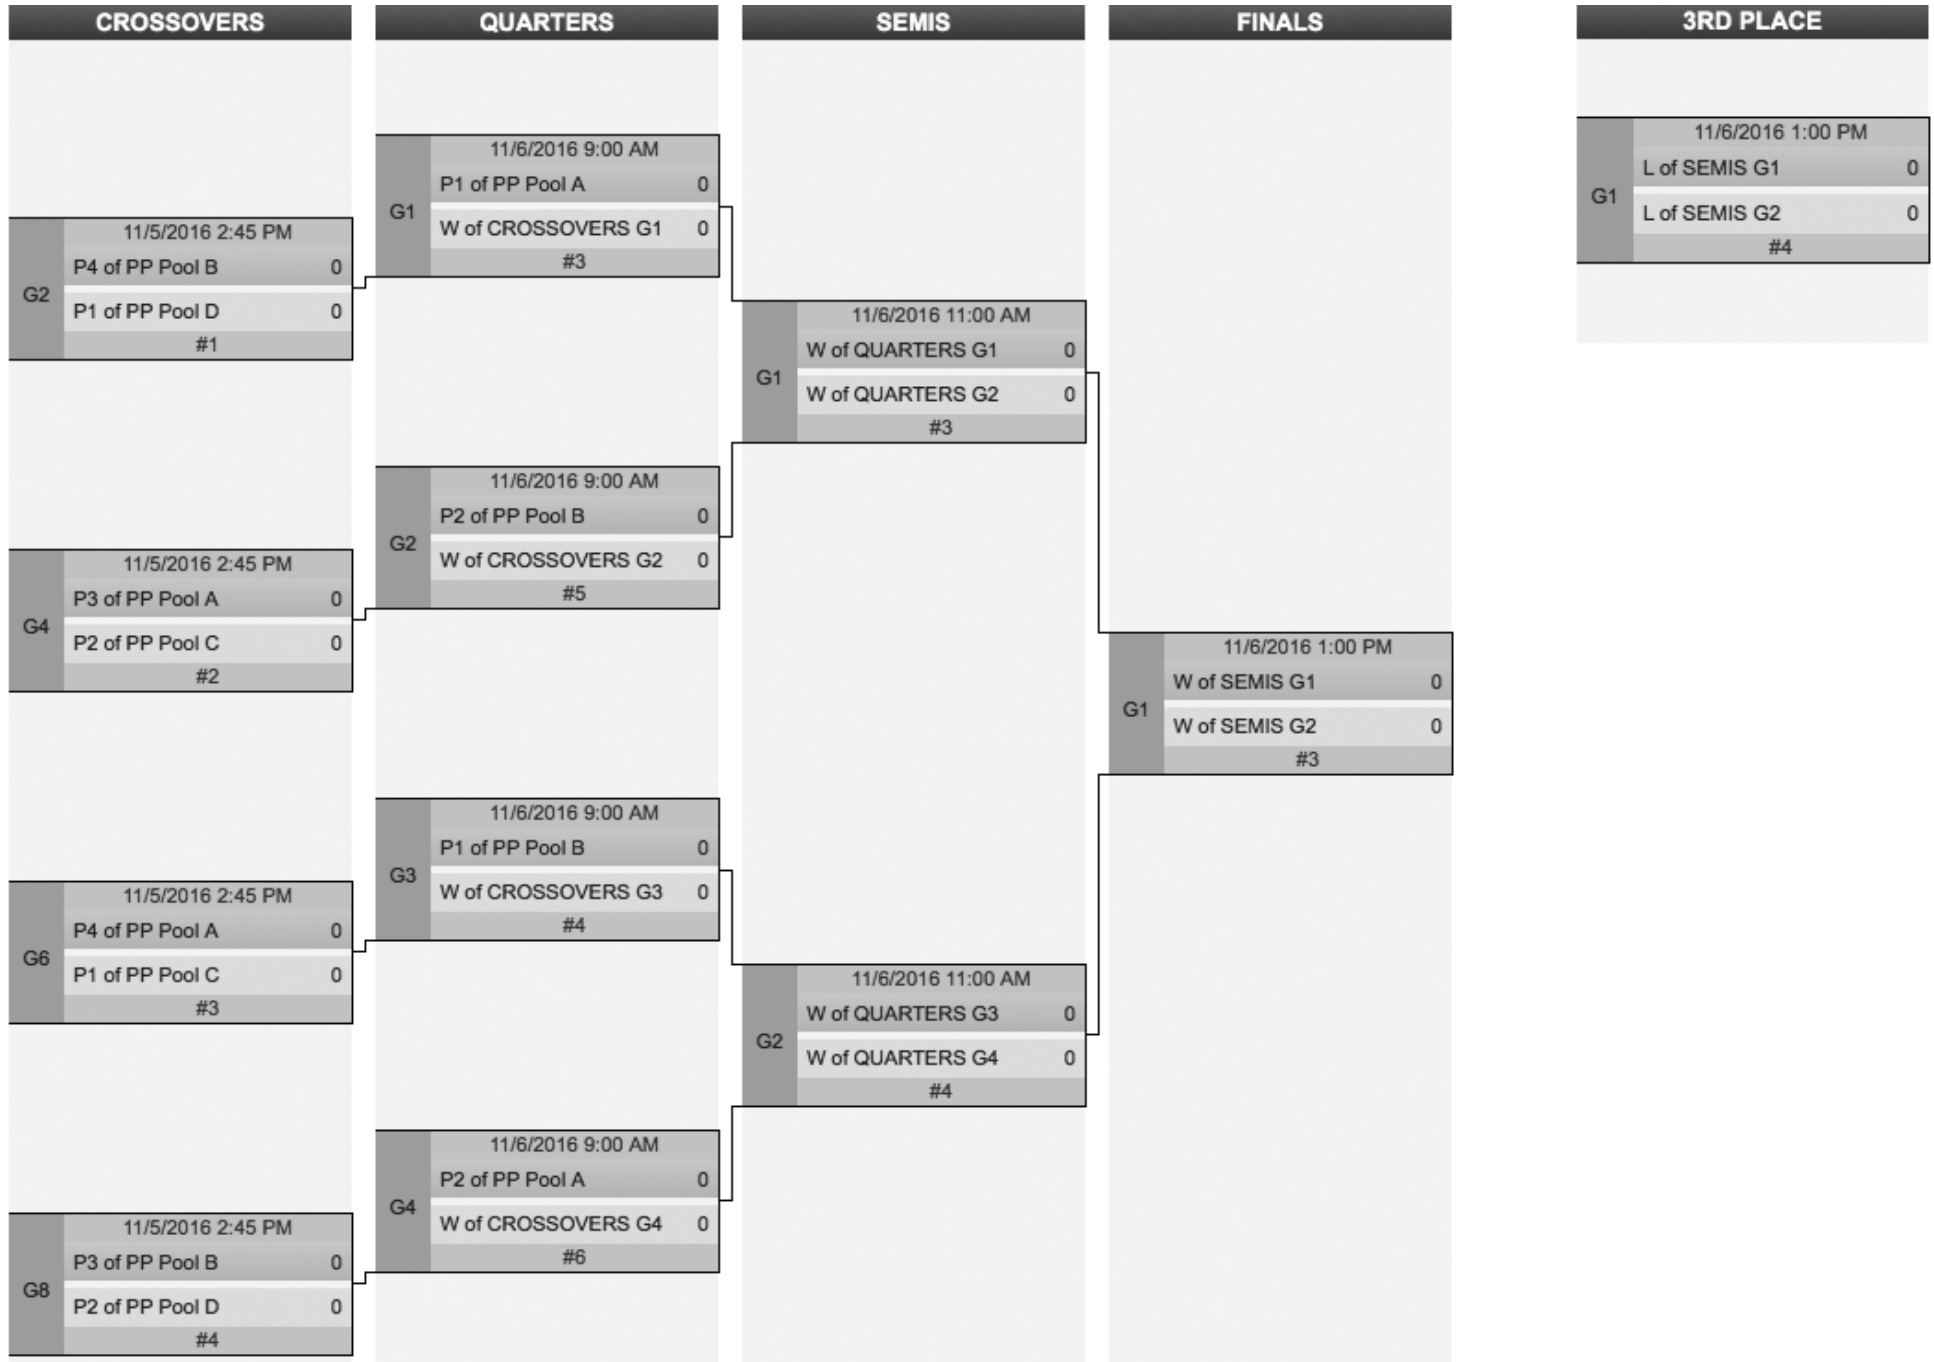 CROSSOVERS
G2
11/5/2016 2:45 PM
P4 of PP Pool B 0
P1 of PP Pool D 0
#1
G4
11/5/2016 2:45 PM
P3 of PP Pool A 0
P2 of PP Pool C 0
#2
G6
11/5/2016 2:45 PM
P4 of PP Pool A 0
P1 of PP Pool C 0
#3
G8
11/5/2016 2:45 PM
P3 of PP Pool B 0
P2 of PP Pool D 0
#4
QUARTERS
G1
11/6/2016 9:00 AM
P1 of PP Pool A 0
W of CROSSOVERS G1 0
#3
G2
11/6/2016 9:00 AM
P2 of PP Pool B 0
W of CROSSOVERS G2 0
#5
G3
11/6/2016 9:00 AM
P1 of PP Pool B 0
W of CROSSOVERS G3 0
#4
G4
11/6/2016 9:00 AM
P2 of PP Pool A 0
W of CROSSOVERS G4 0
#6
SEMIS
G1
11/6/2016 11:00 AM
W of QUARTERS G1 0
W of QUARTERS G2 0
#3
G2
11/6/2016 11:00 AM
W of QUARTERS G3 0
W of QUARTERS G4 0
#4
FINALS
G1
11/6/2016 1:00 PM
W of SEMIS G1 0
W of SEMIS G2 0
#3
3RD PLACE
G1
11/6/2016 1:00 PM
L of SEMIS G1 0
L of SEMIS G2 0
#4